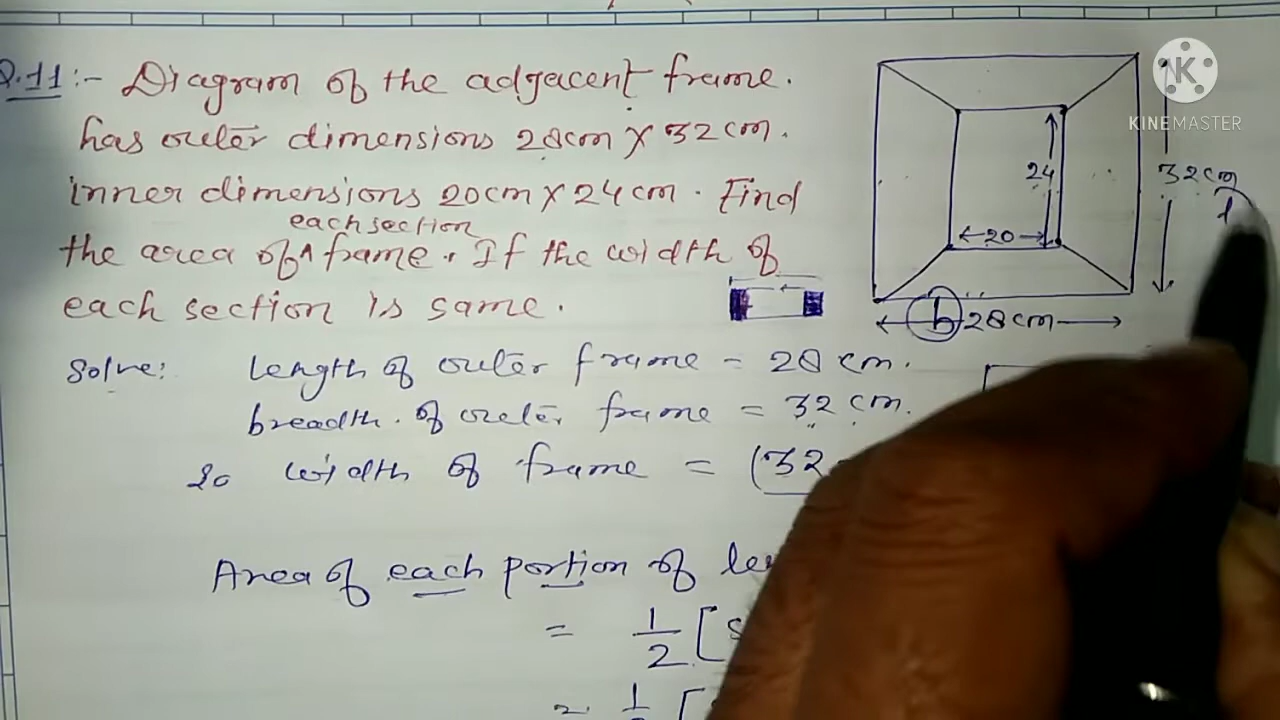 Q.11:- Diagram of the adjacent frame.
has outer dimensions 28cm X 32cm.
inner dimensions 20cm X 24cm. Find
each section
the area of ^ frame. If the width of
each section is same.
Solve: Length of outer frame = 28 cm.
breadth. of outer frame = 32 cm.
So width of frame = (32
Area of each portion of le
= 1/2 [S
= 1/2 [
24
20
32cm
l
b 28cm
K
KINEMASTER